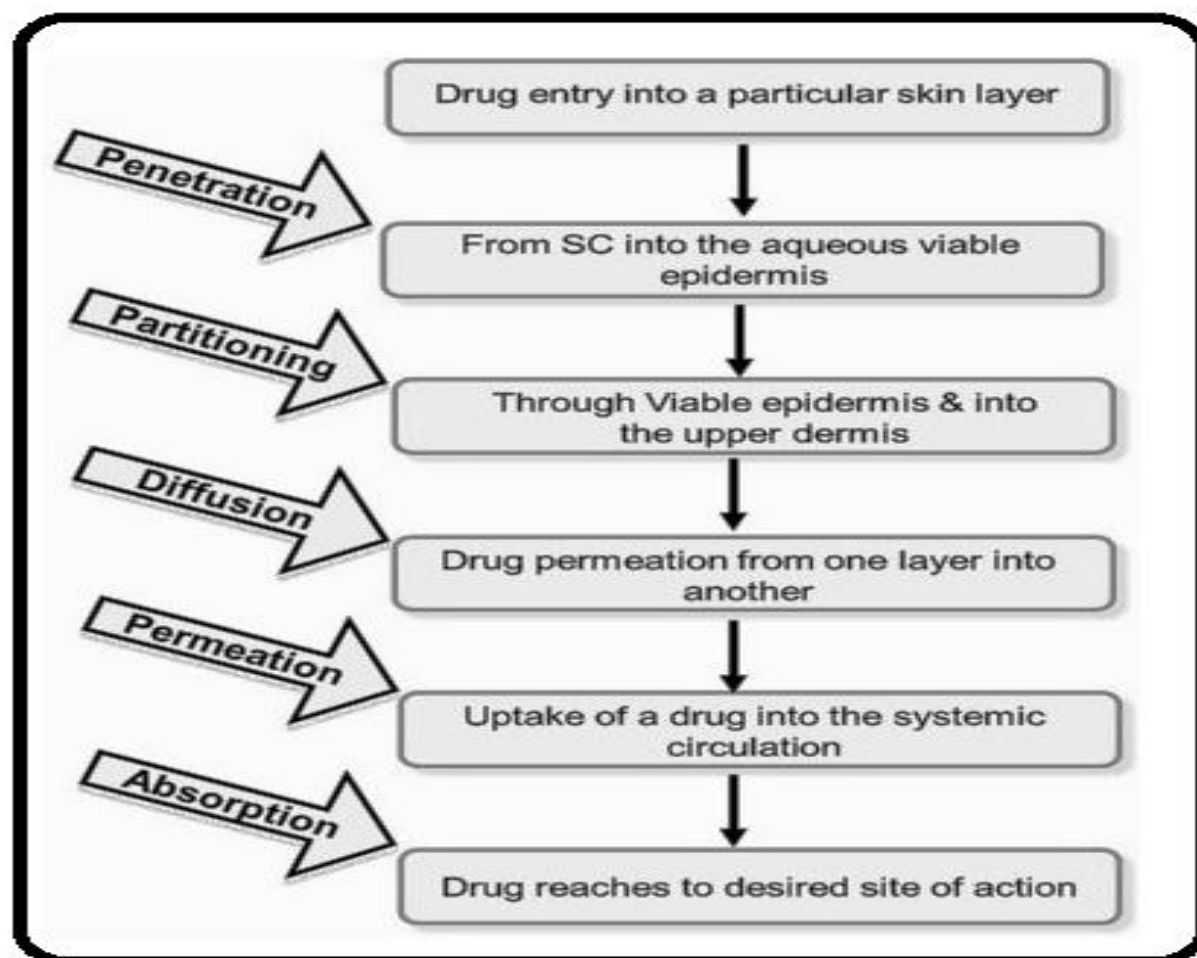 Drug entry into a particular skin layer
Penetration
From SC into the aqueous viable
epidermis
Partitioning
Through Viable epidermis & into
the upper dermis
Diffusion
Drug permeation from one layer into
another
Permeation
Uptake of a drug into the systemic
circulation
Absorption
Drug reaches to desired site of action